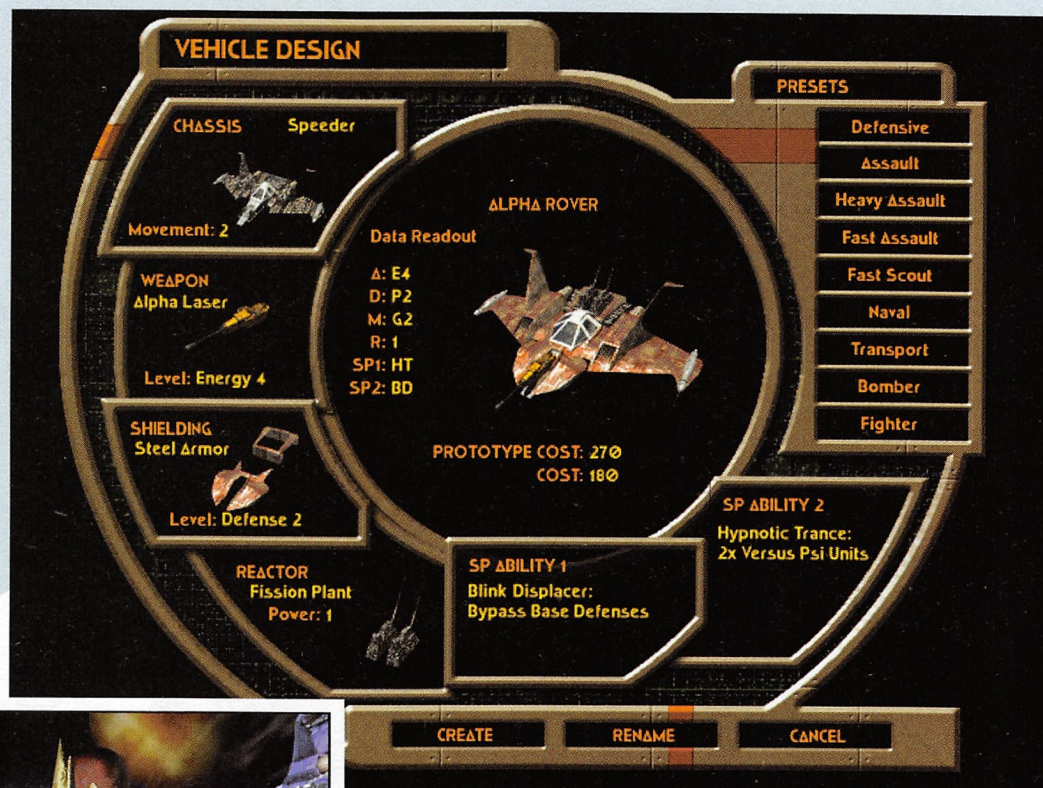 VEHICLE DESIGN
CHASSIS Speeder
Movement: 2
WEAPON
Alpha Laser
Level: Energy 4
SHIELDING
Steel Armor
Level: Defense 2
REACTOR
Fission Plant
Power: 1
ALPHA ROVER
Data Readout
A: E4
D: P2
M: G2
R: 1
SP1: HT
SP2: BD
PROTOTYPE COST: 270
COST: 180
SP ABILITY 1
Blink Displacer:
Bypass Base Defenses
SP ABILITY 2
Hypnotic Trance:
2x Versus Psi Units
PRESETS
Defensive
Assault
Heavy Assault
Fast Assault
Fast Scout
Naval
Transport
Bomber
Fighter
CREATE
RENAME
CANCEL